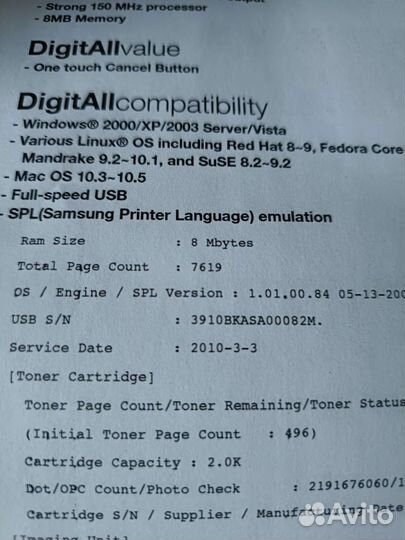 output
- Strong 150 MHz processor
- 8MB Memory
DigitAllvalue
- One touch Cancel Button
DigitAllcompatibility
- Windows® 2000/XP/2003 Server/Vista
- Various Linux® OS including Red Hat 8~9, Fedora Core
Mandrake 9.2~10.1, and SuSE 8.2~9.2
- Mac OS 10.3~10.5
- Full-speed USB
- SPL(Samsung Printer Language) emulation
Ram Size : 8 Mbytes
Total Page Count : 7619
OS / Engine / SPL Version : 1.01.00.84 05-13-200
USB S/N : 3910BKASA00082M.
Service Date : 2010-3-3
[Toner Cartridge]
Toner Page Count/Toner Remaining/Toner Status
(Initial Toner Page Count : 496)
Cartridge Capacity : 2.0K
Dot/OPC Count/Photo Check : 2191676060/1
Cartridge S/N / Supplier / Manufacturing Date
[Imaging Unit]
Avito